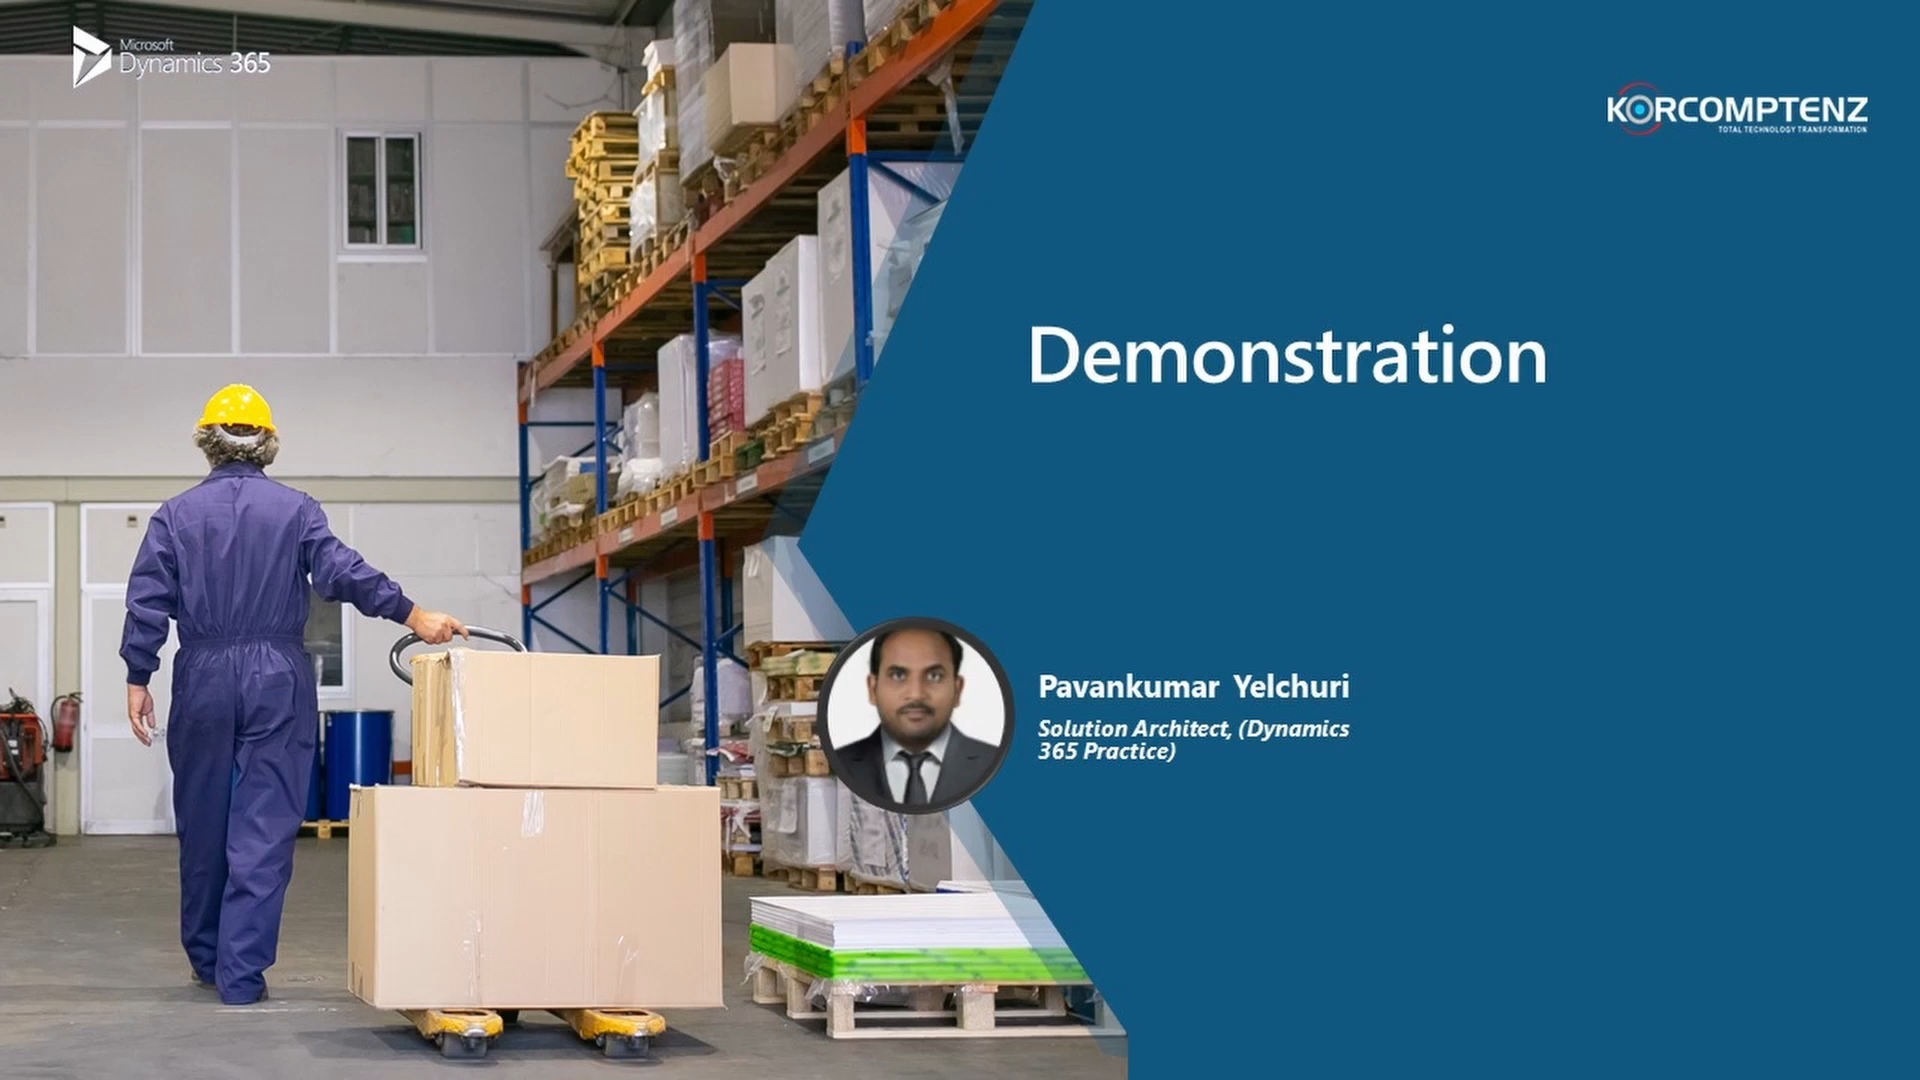 Microsoft
Dynamics 365
KORCOMPTENZ
TOTAL TECHNOLOGY TRANSFORMATION
Demonstration
Pavankumar Yelchuri
Solution Architect, (Dynamics
365 Practice)